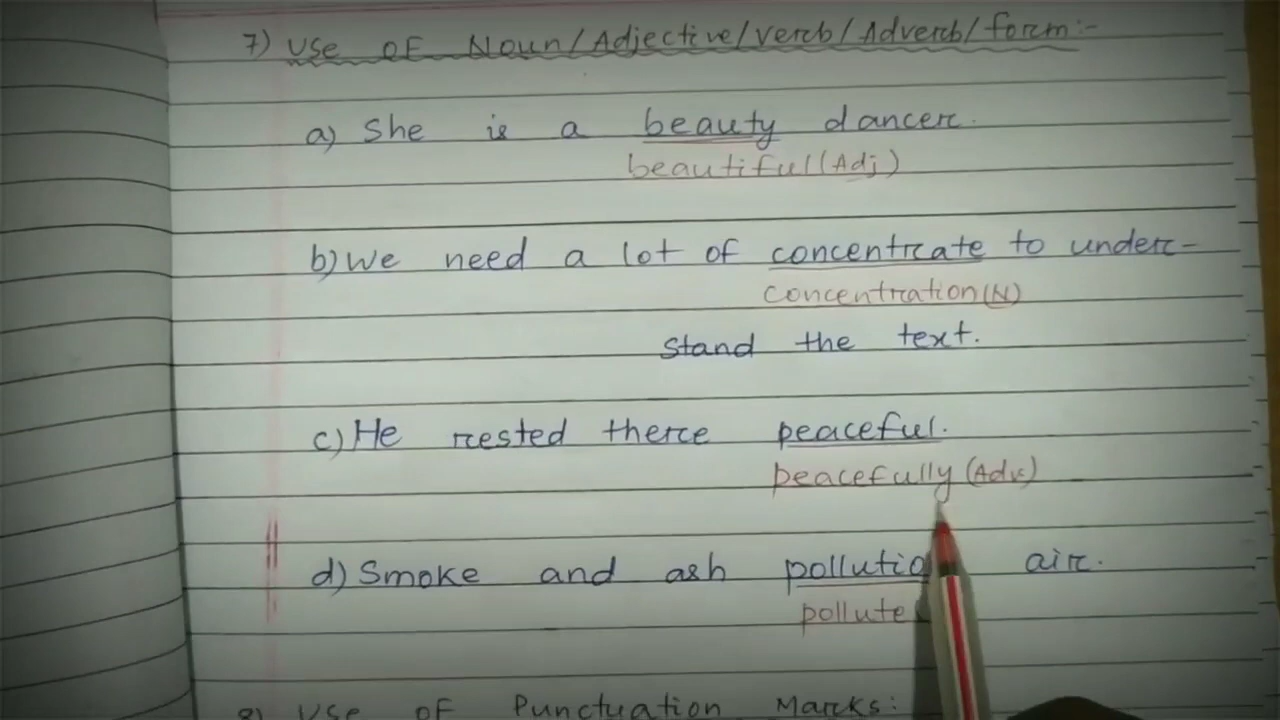 7) Use of Noun/Adjective/verb/Adverb/form:-
a) She is a beauty dancer.
beautiful (Adj)
b) We need a lot of concentrate to under-
concentration (N)
stand the text.
c) He rested there peaceful.
peacefully (Adv)
d) Smoke and ash air.
pollute
8) Use of Punctuation Marks: